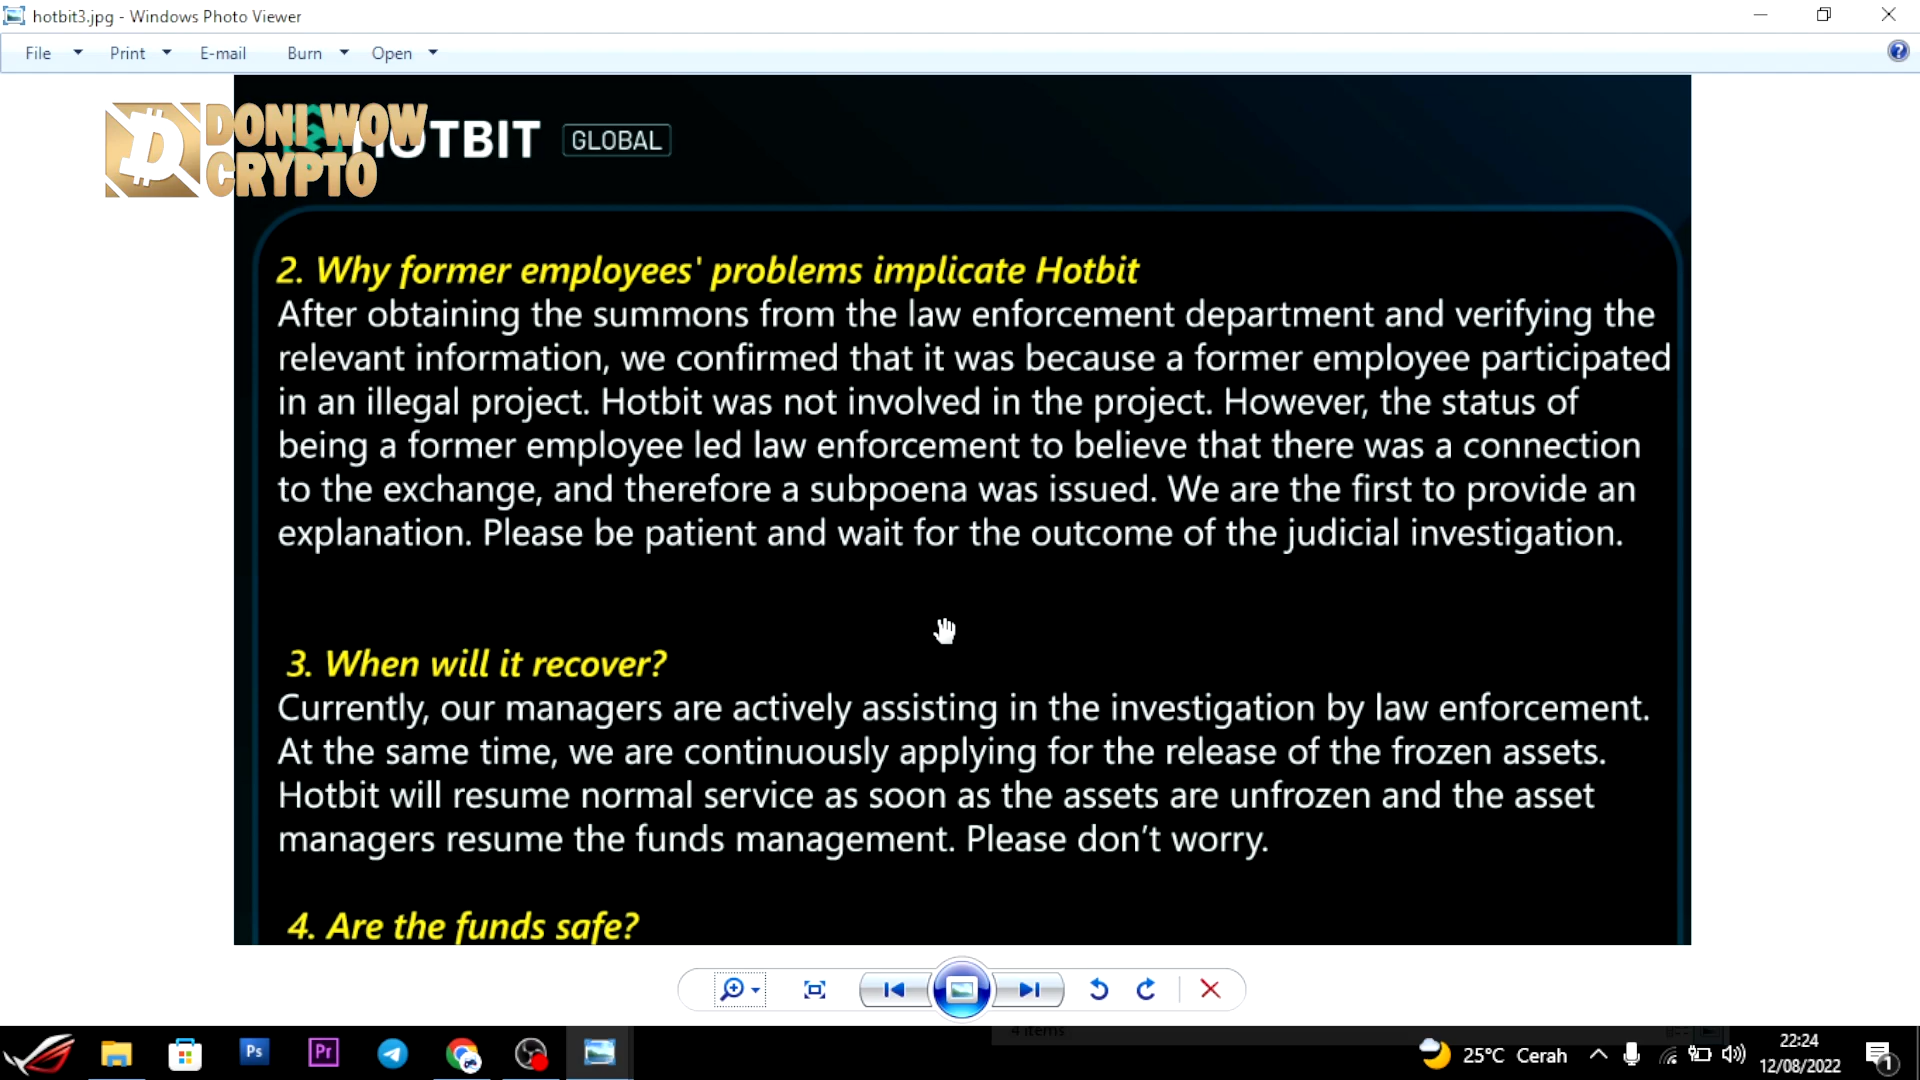 hotbit3.jpg - Windows Photo Viewer
File Print E-mail Burn Open
DONI WOW
CRYPTO
HOTBIT GLOBAL
2. Why former employees' problems implicate Hotbit
After obtaining the summons from the law enforcement department and verifying the
relevant information, we confirmed that it was because a former employee participated
in an illegal project. Hotbit was not involved in the project. However, the status of
being a former employee led law enforcement to believe that there was a connection
to the exchange, and therefore a subpoena was issued. We are the first to provide an
explanation. Please be patient and wait for the outcome of the judicial investigation.
3. When will it recover?
Currently, our managers are actively assisting in the investigation by law enforcement.
At the same time, we are continuously applying for the release of the frozen assets.
Hotbit will resume normal service as soon as the assets are unfrozen and the asset
managers resume the funds management. Please don't worry.
4. Are the funds safe?
4 items
Ps
Pr
25°C Cerah
22:24
12/08/2022
1